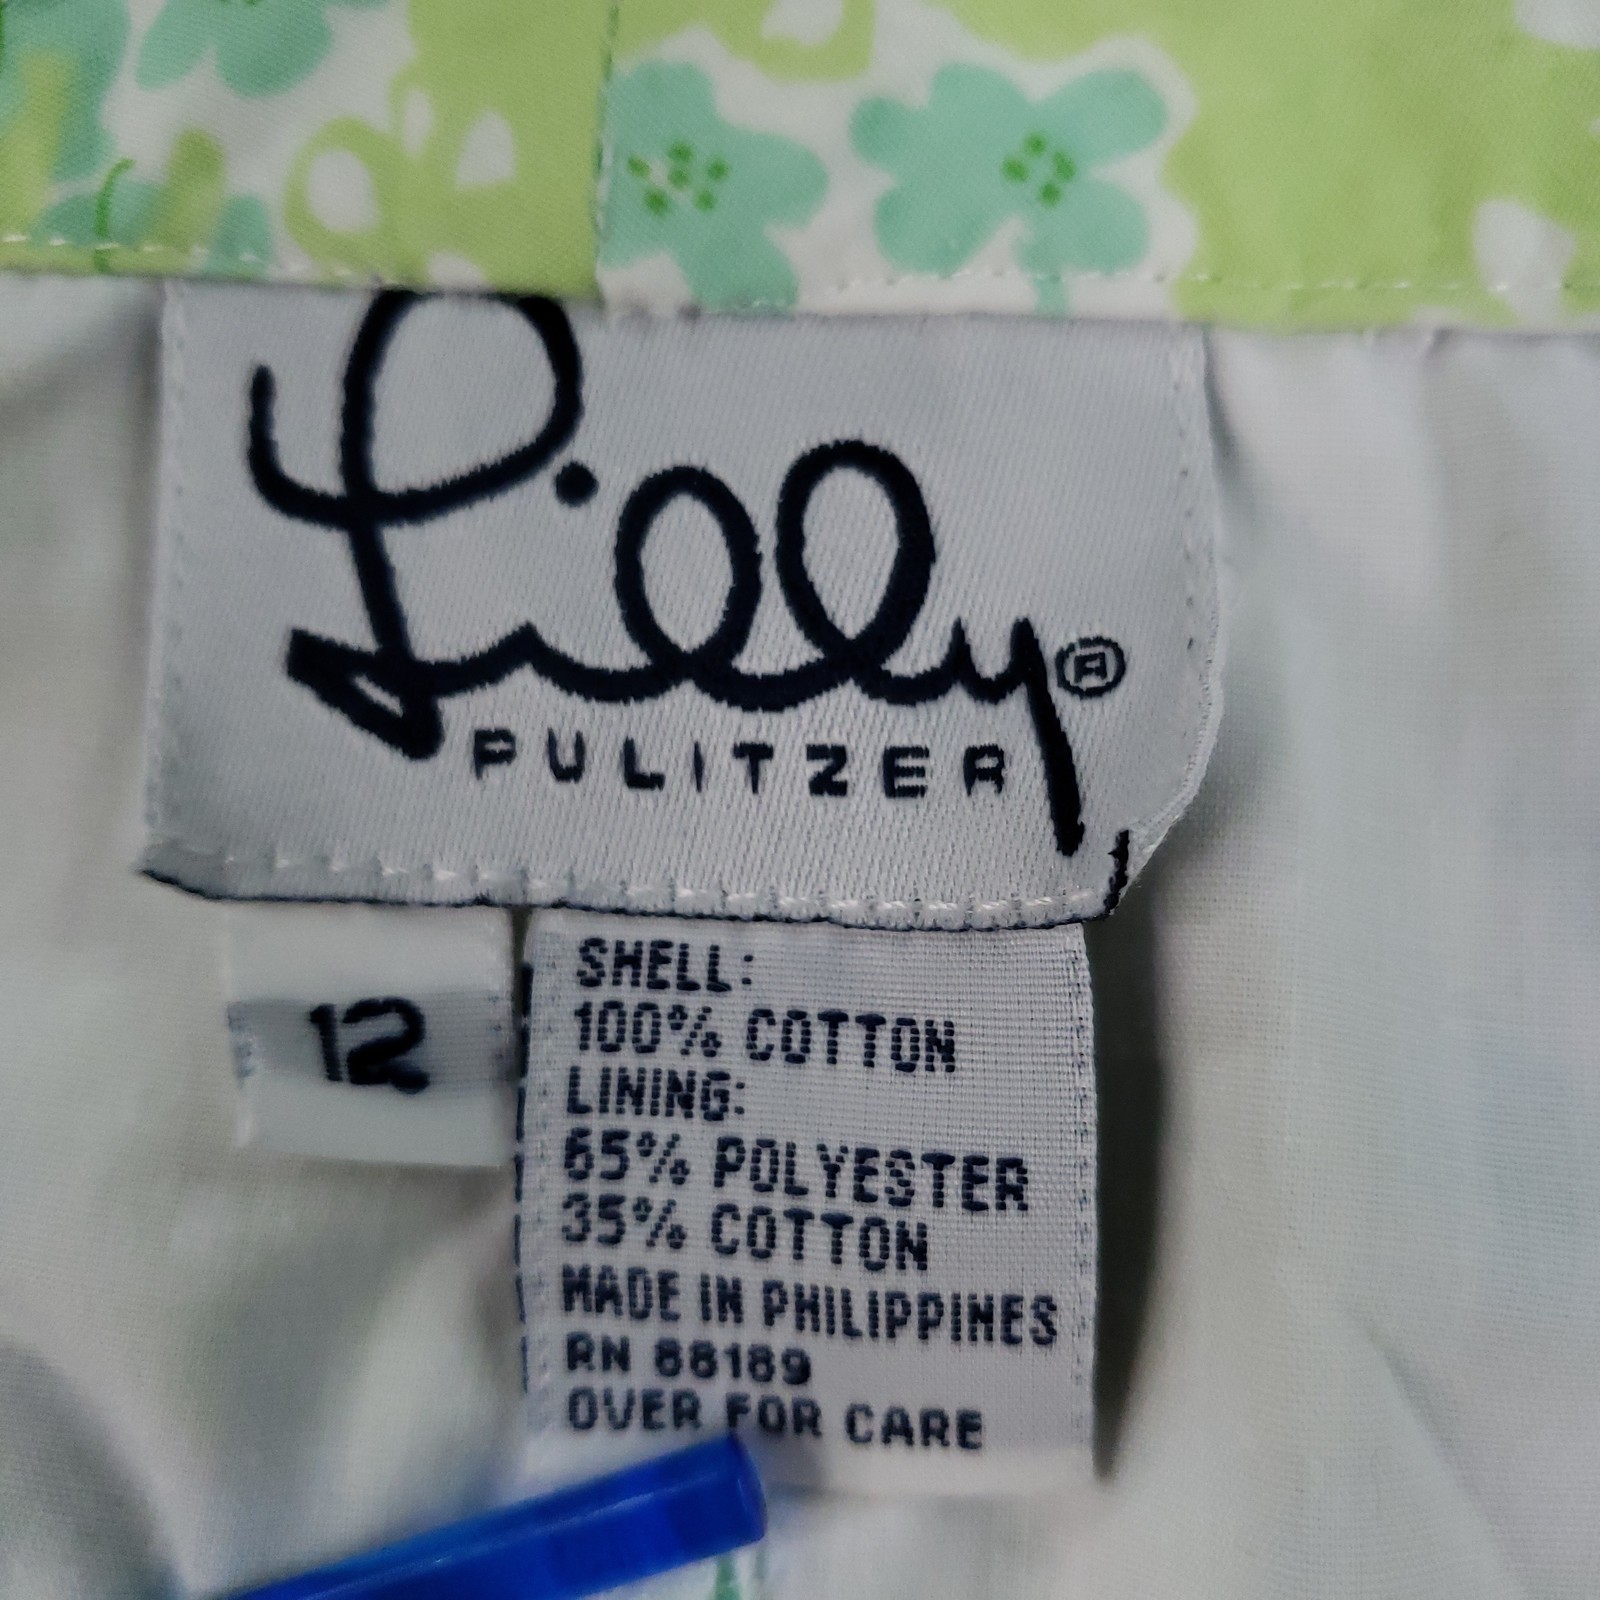 Lilly®
PULITZER
12
SHELL:
100% COTTON
LINING:
65% POLYESTER
35% COTTON
MADE IN PHILIPPINES
RN 88189
OVER FOR CARE